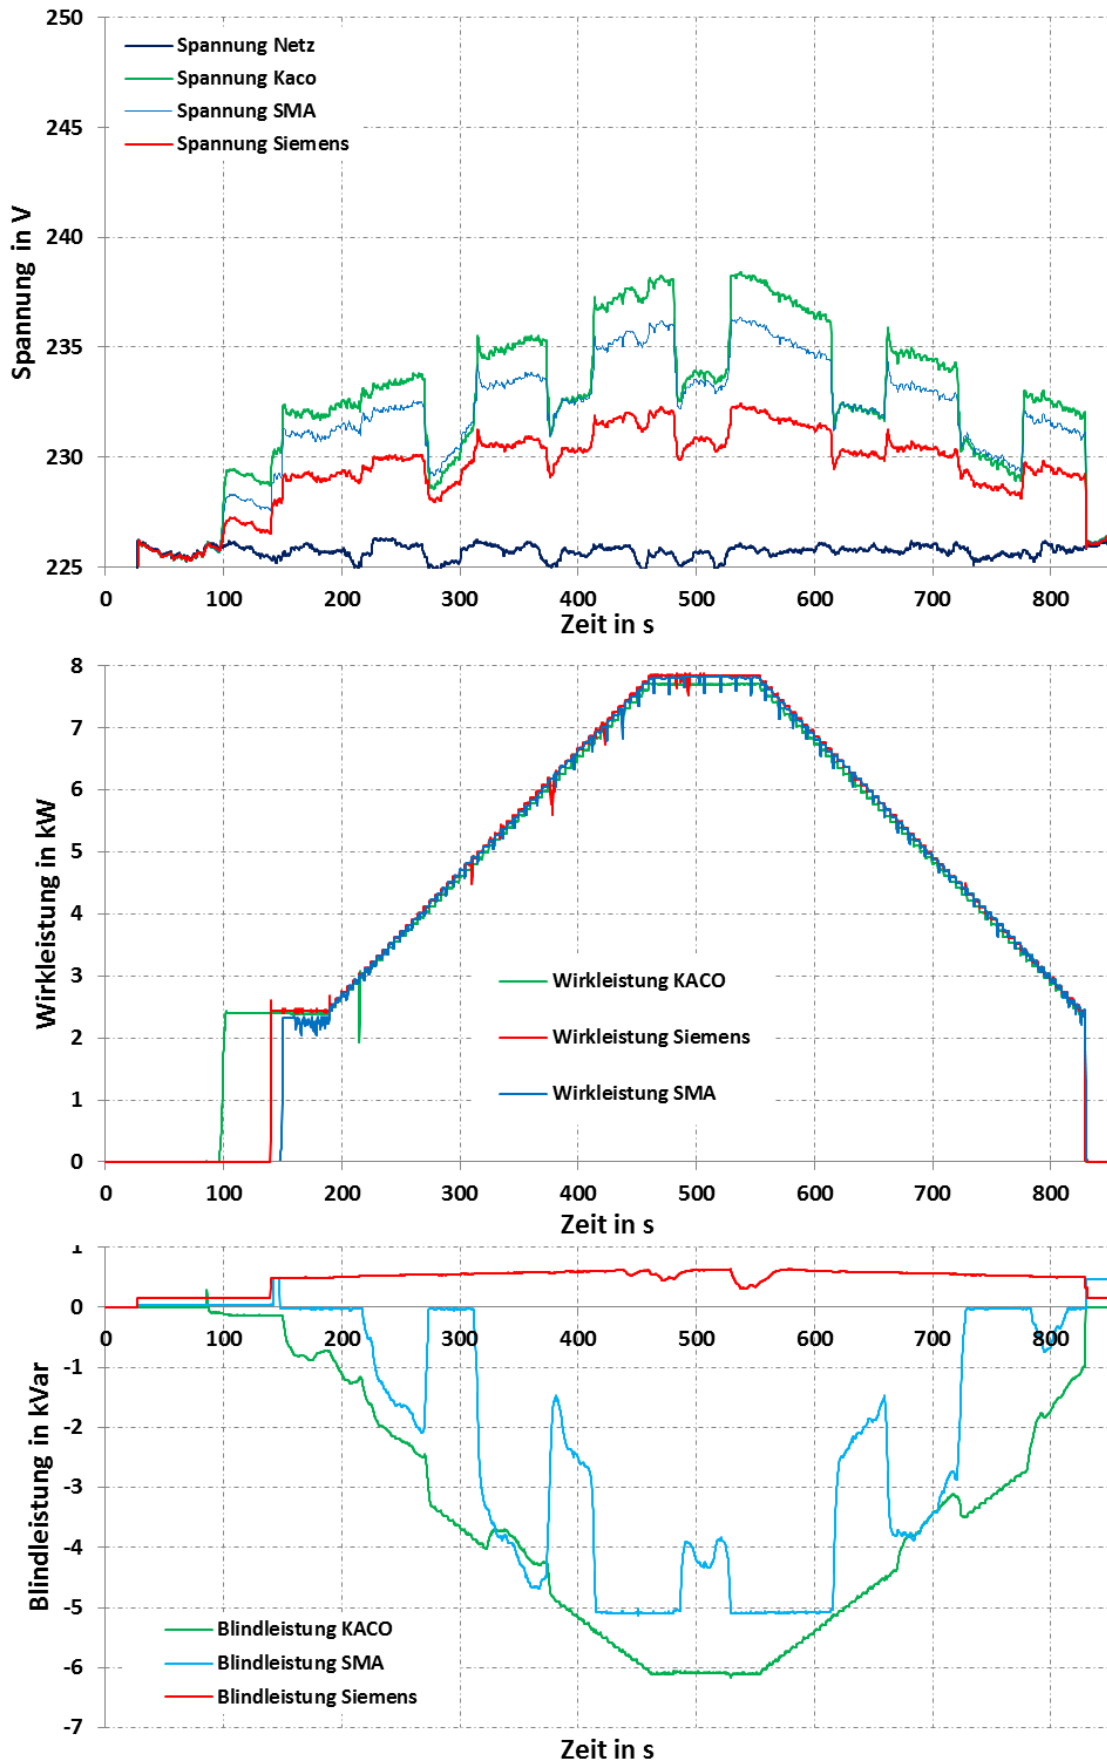 250
Spannung Netz
Spannung Kaco
Spannung SMA
Spannung Siemens
245
240
235
230
225
Spannung in V
0 100 200 300 400 500 600 700 800
Zeit in s
8
7
6
5
4
3
2
1
0
Wirkleistung in kW
Wirkleistung KACO
Wirkleistung Siemens
Wirkleistung SMA
0 100 200 300 400 500 600 700 800
Zeit in s
1
0
-1
-2
-3
-4
-5
-6
-7
Blindleistung in kVar
0 100 200 300 400 500 600 700 800
Blindleistung KACO
Blindleistung SMA
Blindleistung Siemens
Zeit in s